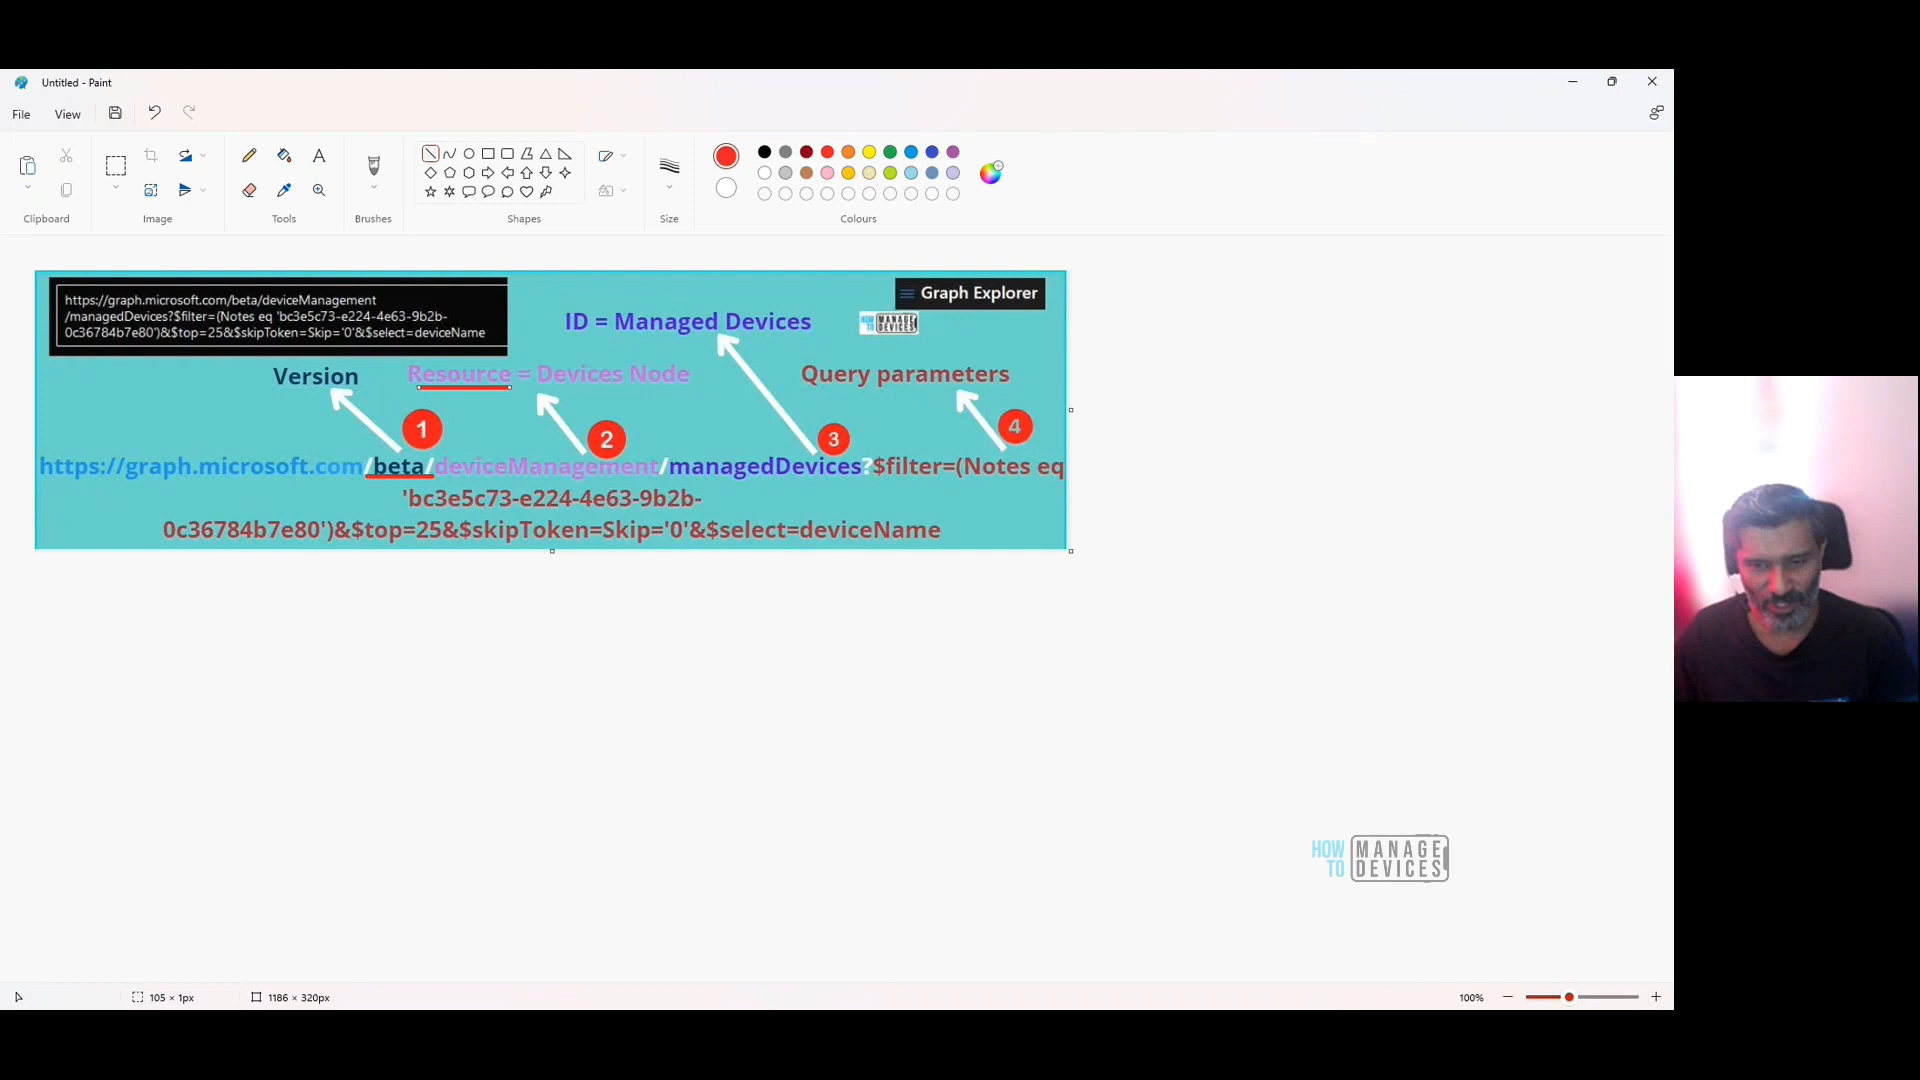 Untitled - Paint
File View
Clipboard
Image
Tools
Brushes
Shapes
Size
Colours
https://graph.microsoft.com/beta/deviceManagement
/managedDevices?$filter=(Notes eq 'bc3e5c73-e224-4e63-9b2b-
0c36784b7e80')&$top=25&$skipToken=Skip='0'&$select=deviceName
Graph Explorer
ID = Managed Devices
HOW TO MANAGE DEVICES
Version
Resource = Devices Node
Query parameters
1
2
3
4
https://graph.microsoft.com/beta/deviceManagement/managedDevices?$filter=(Notes eq
'bc3e5c73-e224-4e63-9b2b-
0c36784b7e80')&$top=25&$skipToken=Skip='0'&$select=deviceName
HOW MANAGE
TO DEVICES
105 × 1px
1186 × 320px
100%